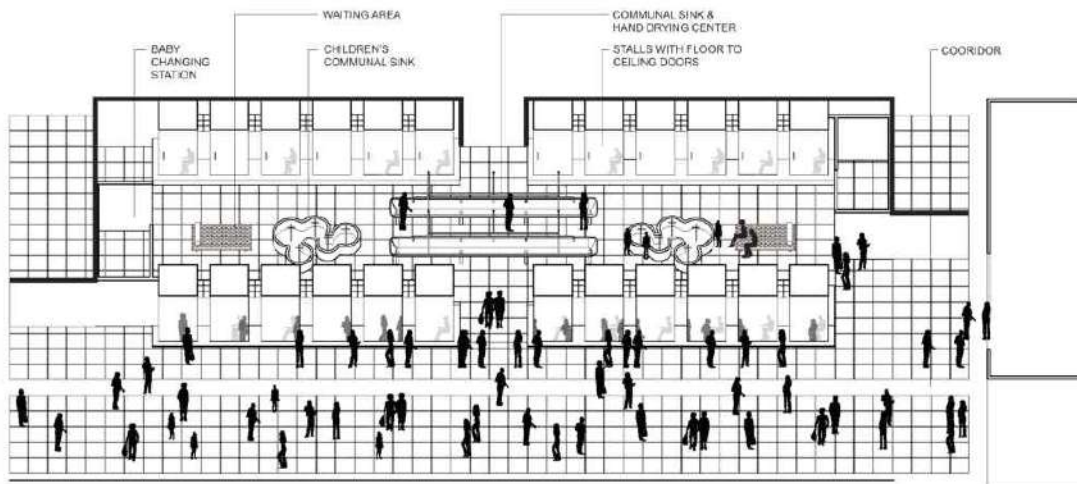 WAITING AREA
COMMUNAL SINK &
HAND DRYING CENTER
BABY
CHANGING
STATION
CHILDREN'S
COMMUNAL SINK
STALLS WITH FLOOR TO
CEILING DOORS
COORIDOR